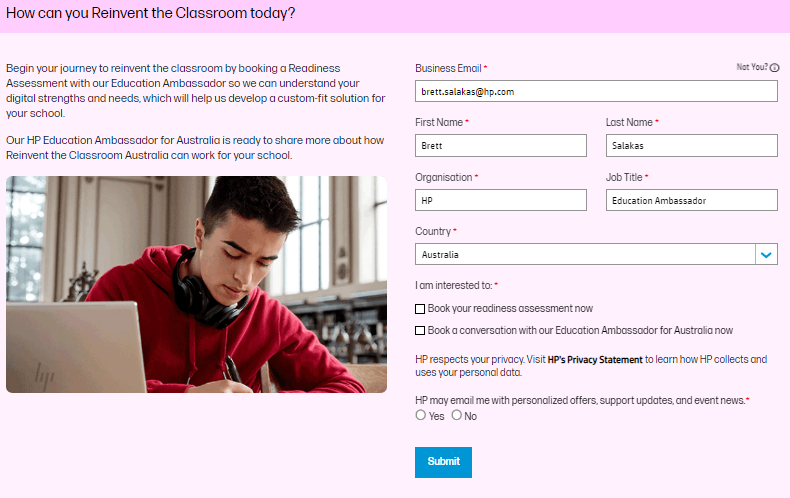 How can you Reinvent the Classroom today?
Begin your journey to reinvent the classroom by booking a Readiness
Assessment with our Education Ambassador so we can understand your
digital strengths and needs, which will help us develop a custom-fit solution for
your school.
Our HP Education Ambassador for Australia is ready to share more about how
Reinvent the Classroom Australia can work for your school.
hp
Business Email *
Not You?
brett.salakas@hp.com
First Name *
Last Name *
Brett
Salakas
Organisation *
Job Title *
HP
Education Ambassador
Country *
Australia
I am interested to: *
Book your readiness assessment now
Book a conversation with our Education Ambassador for Australia now
HP respects your privacy. Visit HP's Privacy Statement to learn how HP collects and
uses your personal data.
HP may email me with personalized offers, support updates, and event news.*
Yes No
Submit